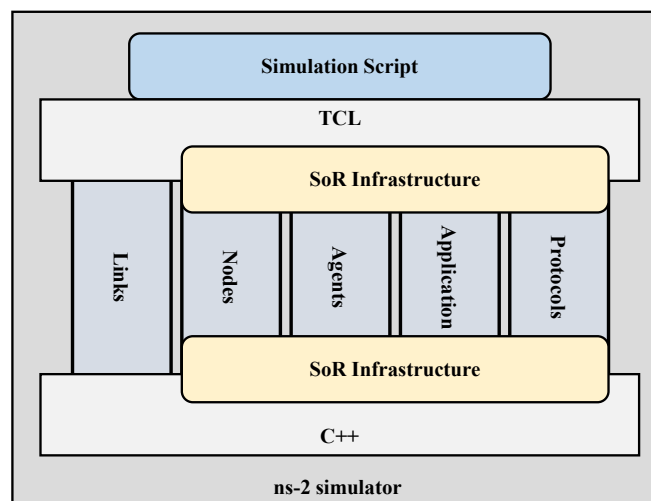 Simulation Script
TCL
SoR Infrastructure
Links
Nodes
Agents
Application
Protocols
SoR Infrastructure
C++
ns-2 simulator